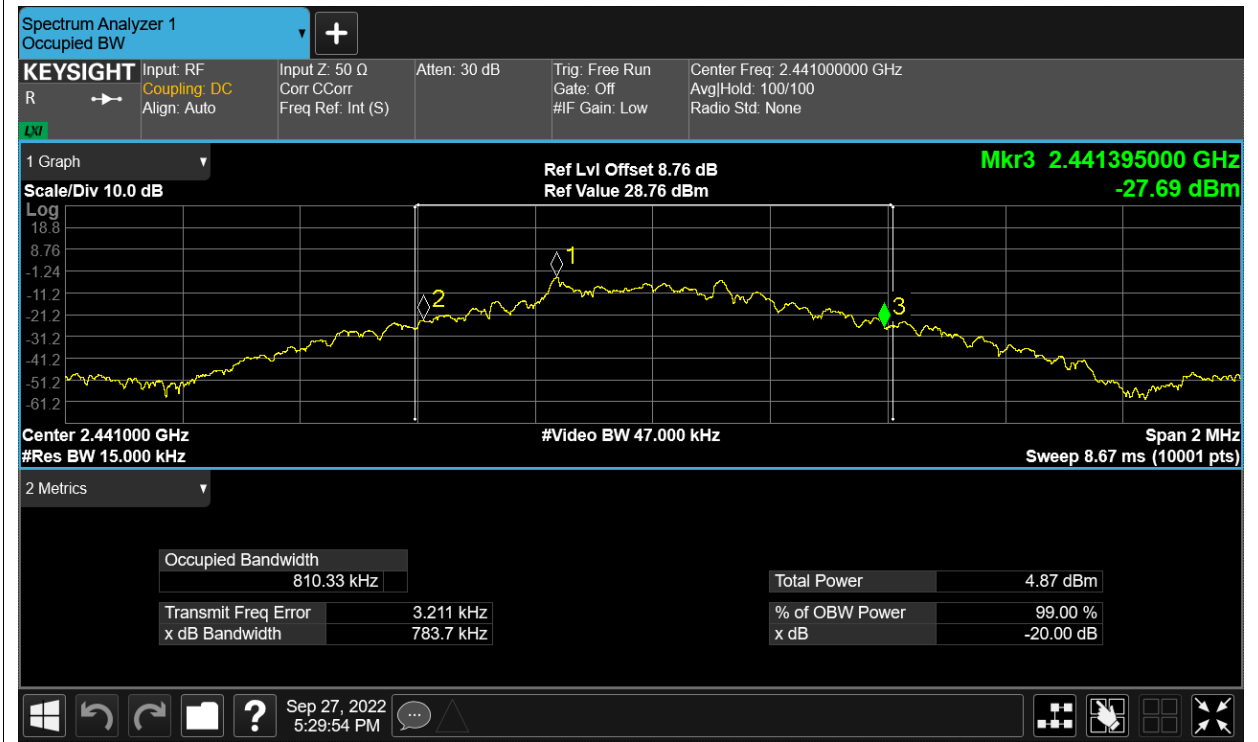 Spectrum Analyzer 1
Occupied BW
KEYSIGHT
R
LXI
Input: RF
Coupling: DC
Align: Auto
Input Z: 50 Ω
Corr CCorr
Freq Ref: Int (S)
Atten: 30 dB
Trig: Free Run
Gate: Off
#IF Gain: Low
Center Freq: 2.441000000 GHz
Avg|Hold: 100/100
Radio Std: None
1 Graph
Scale/Div 10.0 dB
Ref Lvl Offset 8.76 dB
Ref Value 28.76 dBm
Mkr3 2.441395000 GHz
-27.69 dBm
Log
18.8
8.76
-1.24
-11.2
-21.2
-31.2
-41.2
-51.2
-61.2
1
2
3
Center 2.441000 GHz
#Res BW 15.000 kHz
#Video BW 47.000 kHz
Span 2 MHz
Sweep 8.67 ms (10001 pts)
2 Metrics
Occupied Bandwidth
810.33 kHz
Transmit Freq Error 3.211 kHz
x dB Bandwidth 783.7 kHz
Total Power 4.87 dBm
% of OBW Power 99.00 %
x dB -20.00 dB
?
Sep 27, 2022
5:29:54 PM